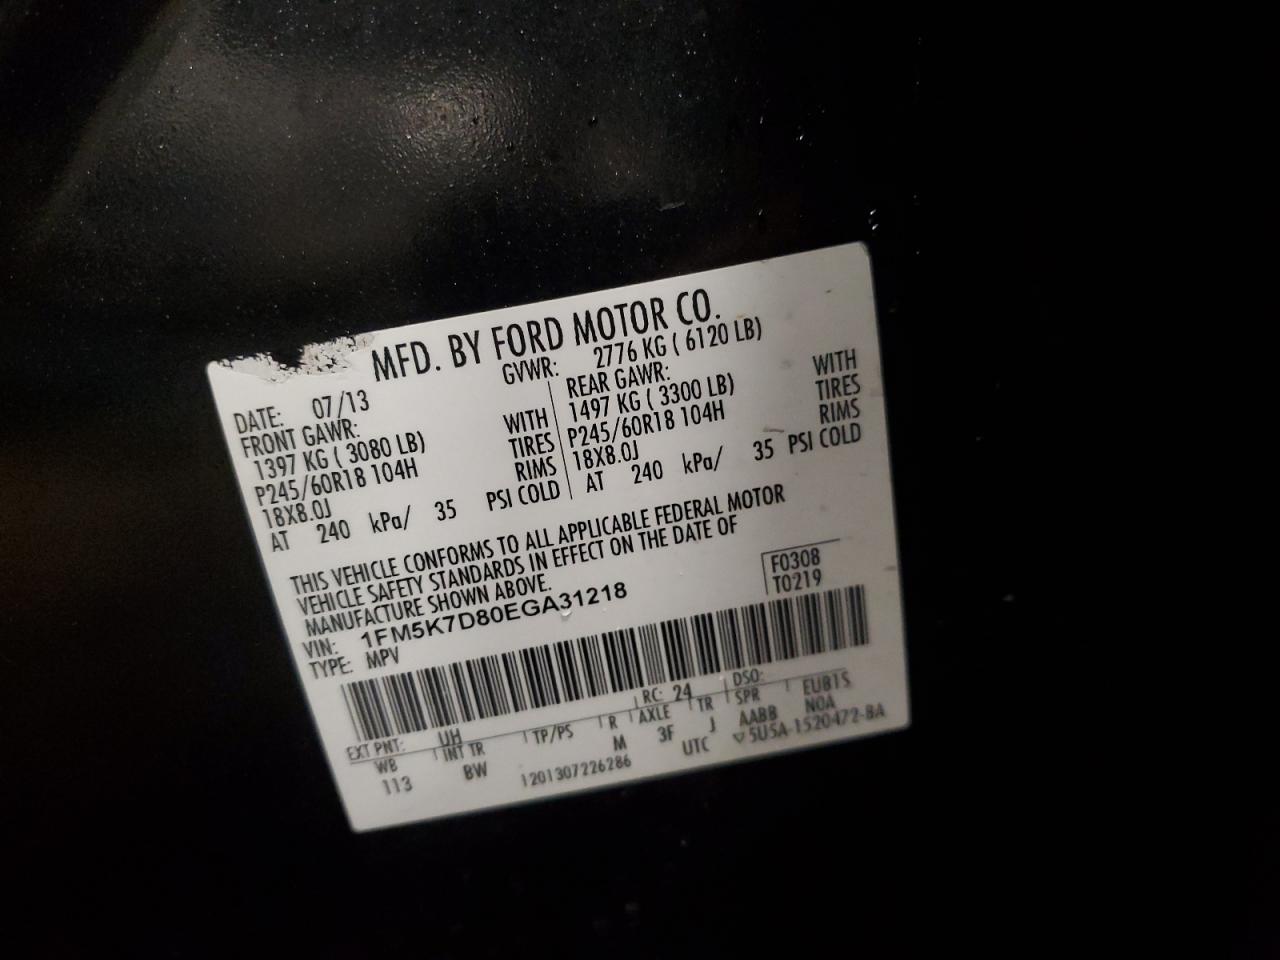 MFD. BY FORD MOTOR CO.
DATE: 07/13
GVWR: 2776 KG ( 6120 LB)
FRONT GAWR:
1397 KG ( 3080 LB) WITH
P245/60R18 104H TIRES
18X8.0J RIMS
AT 240 kPa/ 35 PSI COLD
REAR GAWR:
1497 KG ( 3300 LB) WITH
P245/60R18 104H TIRES
18X8.0J RIMS
AT 240 kPa/ 35 PSI COLD
THIS VEHICLE CONFORMS TO ALL APPLICABLE FEDERAL MOTOR
VEHICLE SAFETY STANDARDS IN EFFECT ON THE DATE OF
MANUFACTURE SHOWN ABOVE.
VIN: 1FM5K7D80EGA31218
TYPE: MPV
F0308
T0219
EXT PNT: UH RC: 24 DSO:
WB INT TR TP/PS R AXLE TR SPR EUB1S
113 BW M 3F J AABB NOA
1201307226286 UTC ▽5U5A-1520472-BA